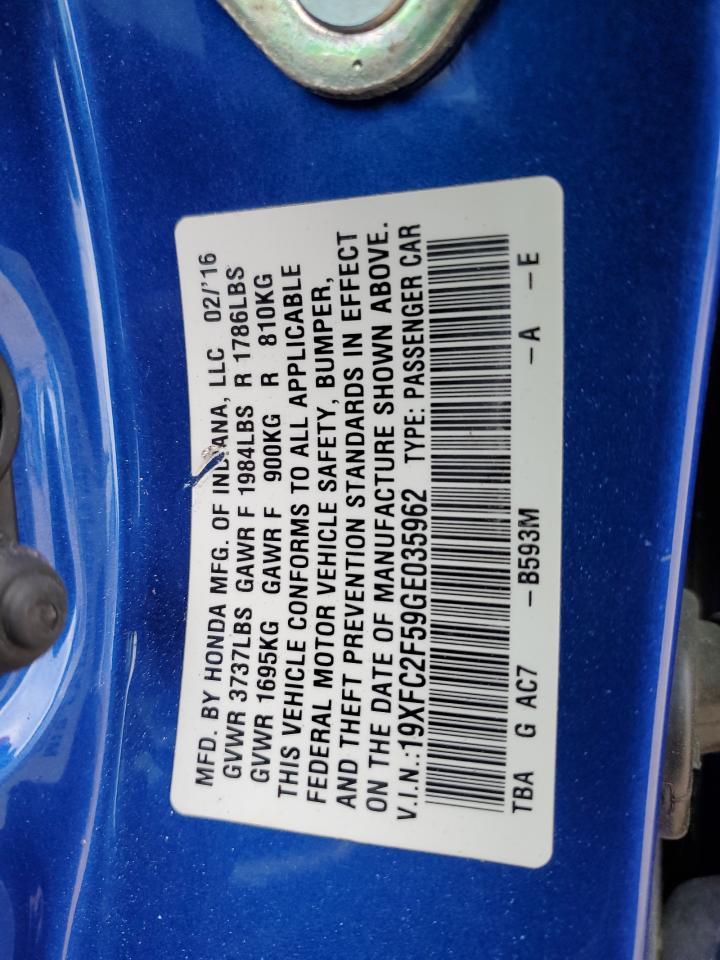 MFD. BY HONDA MFG. OF INDIANA, LLC 02/'16
GVWR 3737LBS GAWR F 1984LBS R 1786LBS
GVWR 1695KG GAWR F 900KG R 810KG
THIS VEHICLE CONFORMS TO ALL APPLICABLE
FEDERAL MOTOR VEHICLE SAFETY, BUMPER,
AND THEFT PREVENTION STANDARDS IN EFFECT
ON THE DATE OF MANUFACTURE SHOWN ABOVE.
V.I.N.:19XFC2F59GE035962 TYPE: PASSENGER CAR
TBA G AC7 -B593M -A -E